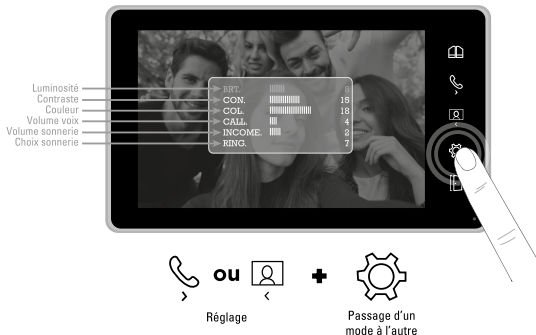 Luminosité BRT. 8
Contraste CON. 15
Couleur COL. 18
Volume voix CALL. 4
Volume sonnerie INCOME. 2
Choix sonnerie RING. 7
ou
Réglage
Passage d'un
mode à l'autre